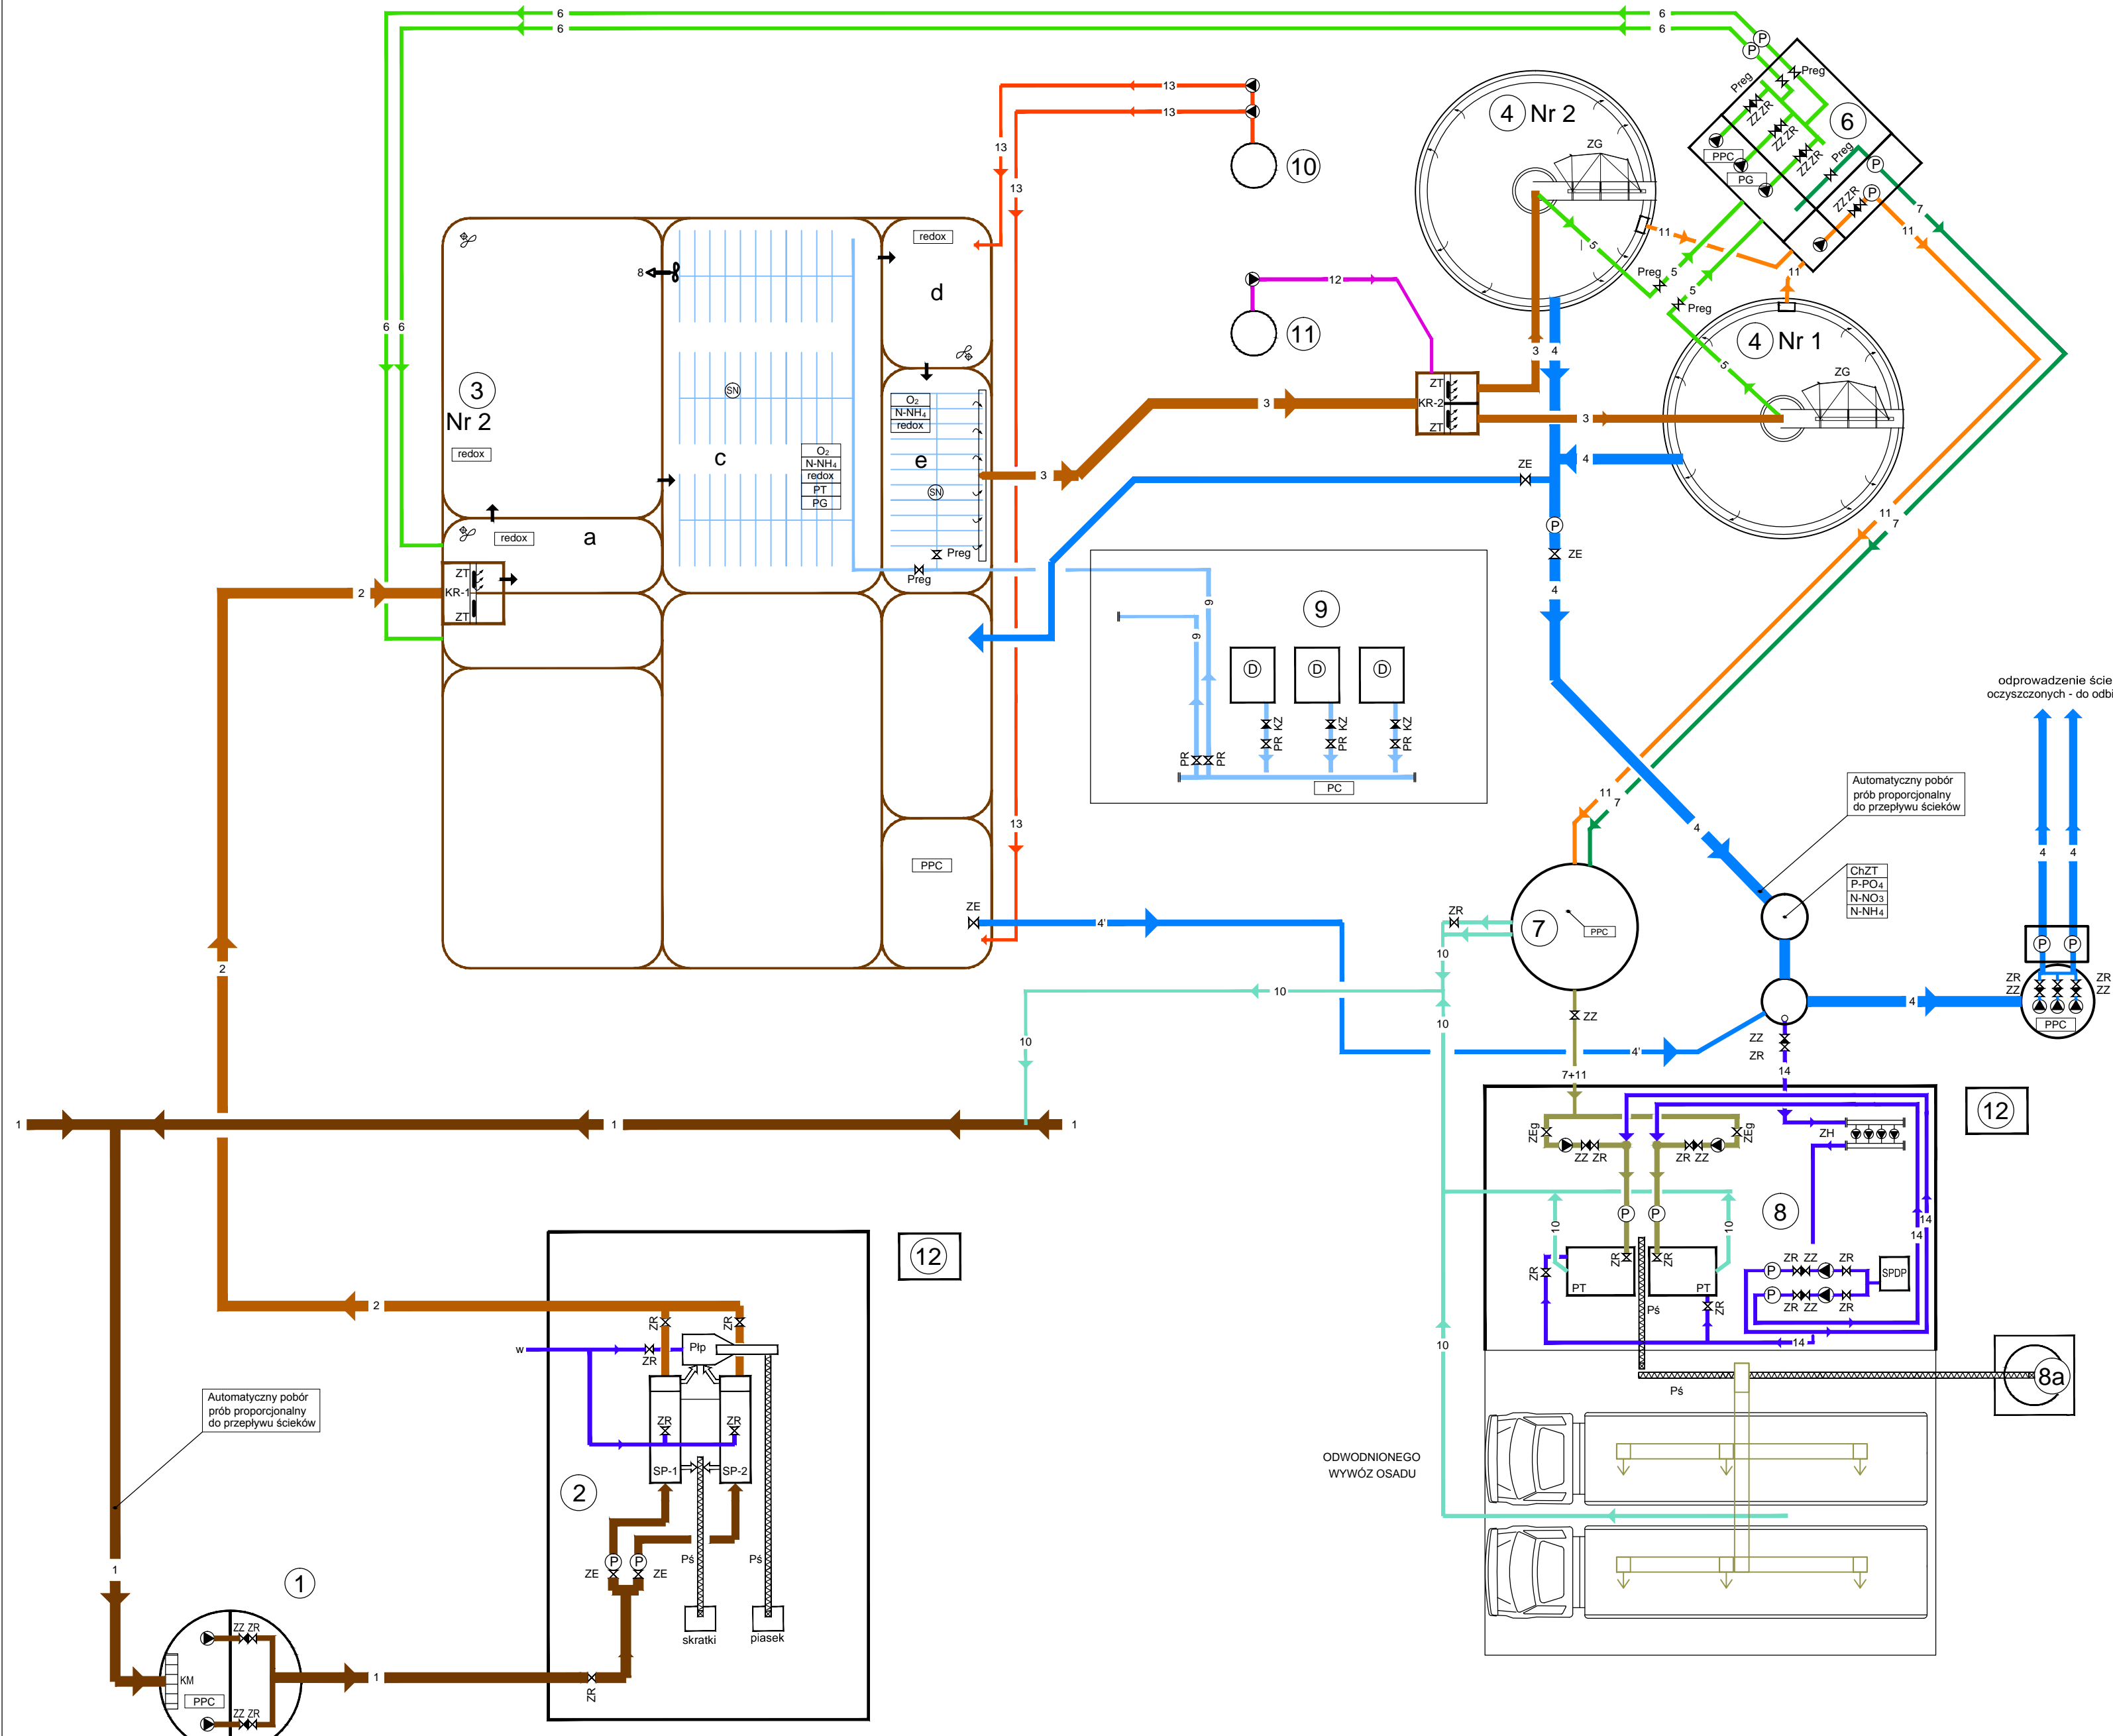 6
6
6
6
P
P
Preg
Preg
ZZ ZR
ZZ ZR
ZZ ZR
6
PPC
PG
Preg
P
P
ZZ ZR
7
11
13
13
13
13
10
4 Nr 2
ZG
11
5
Preg
5
5
Preg
11
redox
8
d
12
11
3
4
4 Nr 1
5
ZG
6
6
3
Nr 2
redox
SN
c
O2
N-NH4
redox
PT
PG
O2
N-NH4
redox
e
SN
Preg
Preg
3
3
ZT
KR-2
ZT
3
ZE
4
P
ZE
4
11
7
redox
a
ZT
KR-1
ZT
2
9
9
9
D
D
D
KZ
PR
KZ
PR
KZ
PR
PR
PR
PC
odprowadzenie ście
oczyszczonych - do odbi
Automatyczny pobór
prób proporcjonalny
do przepływu ścieków
11
7
4
13
PPC
ChZT
P-PO4
N-NO3
N-NH4
4
4
ZE
4'
ZR
7
PPC
10
P
P
2
10
10
10
ZR
ZZ
ZR
ZZ
PPC
4
ZZ
4'
ZZ
ZR
14
7+11
1
1
1
12
ZEg
ZZ ZR
ZR ZZ
ZEg
ZH
10
P
P
10
8
14
14
ZR
ZR
ZR
PT
PT
ZR
Pś
P
ZR ZZ
ZR
SPDP
P
ZR ZZ
ZR
14
12
2
ZR
ZR
w
ZR
Płp
10
Pś
8a
Automatyczny pobór
prób proporcjonalny
do przepływu ścieków
ZR
ZR
SP-1
SP-2
2
ODWODNIONEGO
WYWÓZ OSADU
P
P
ZE
ZE
Pś
Pś
1
1
skratki
piasek
ZZ ZR
KM
PPC
1
ZR
ZZ ZR